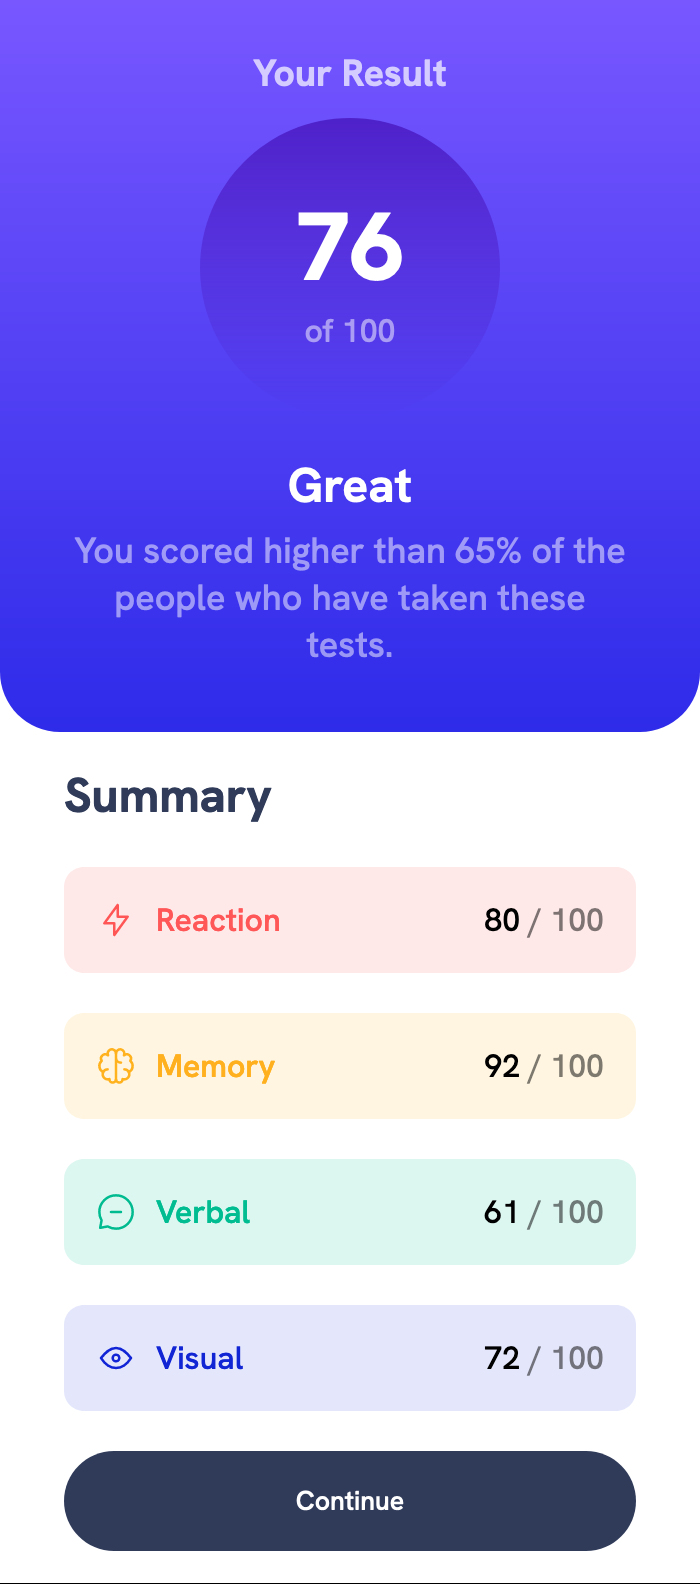 Your Result
76
of 100
Great
You scored higher than 65% of the
people who have taken these
tests.
Summary
Reaction 80 / 100
Memory 92 / 100
Verbal 61 / 100
Visual 72 / 100
Continue